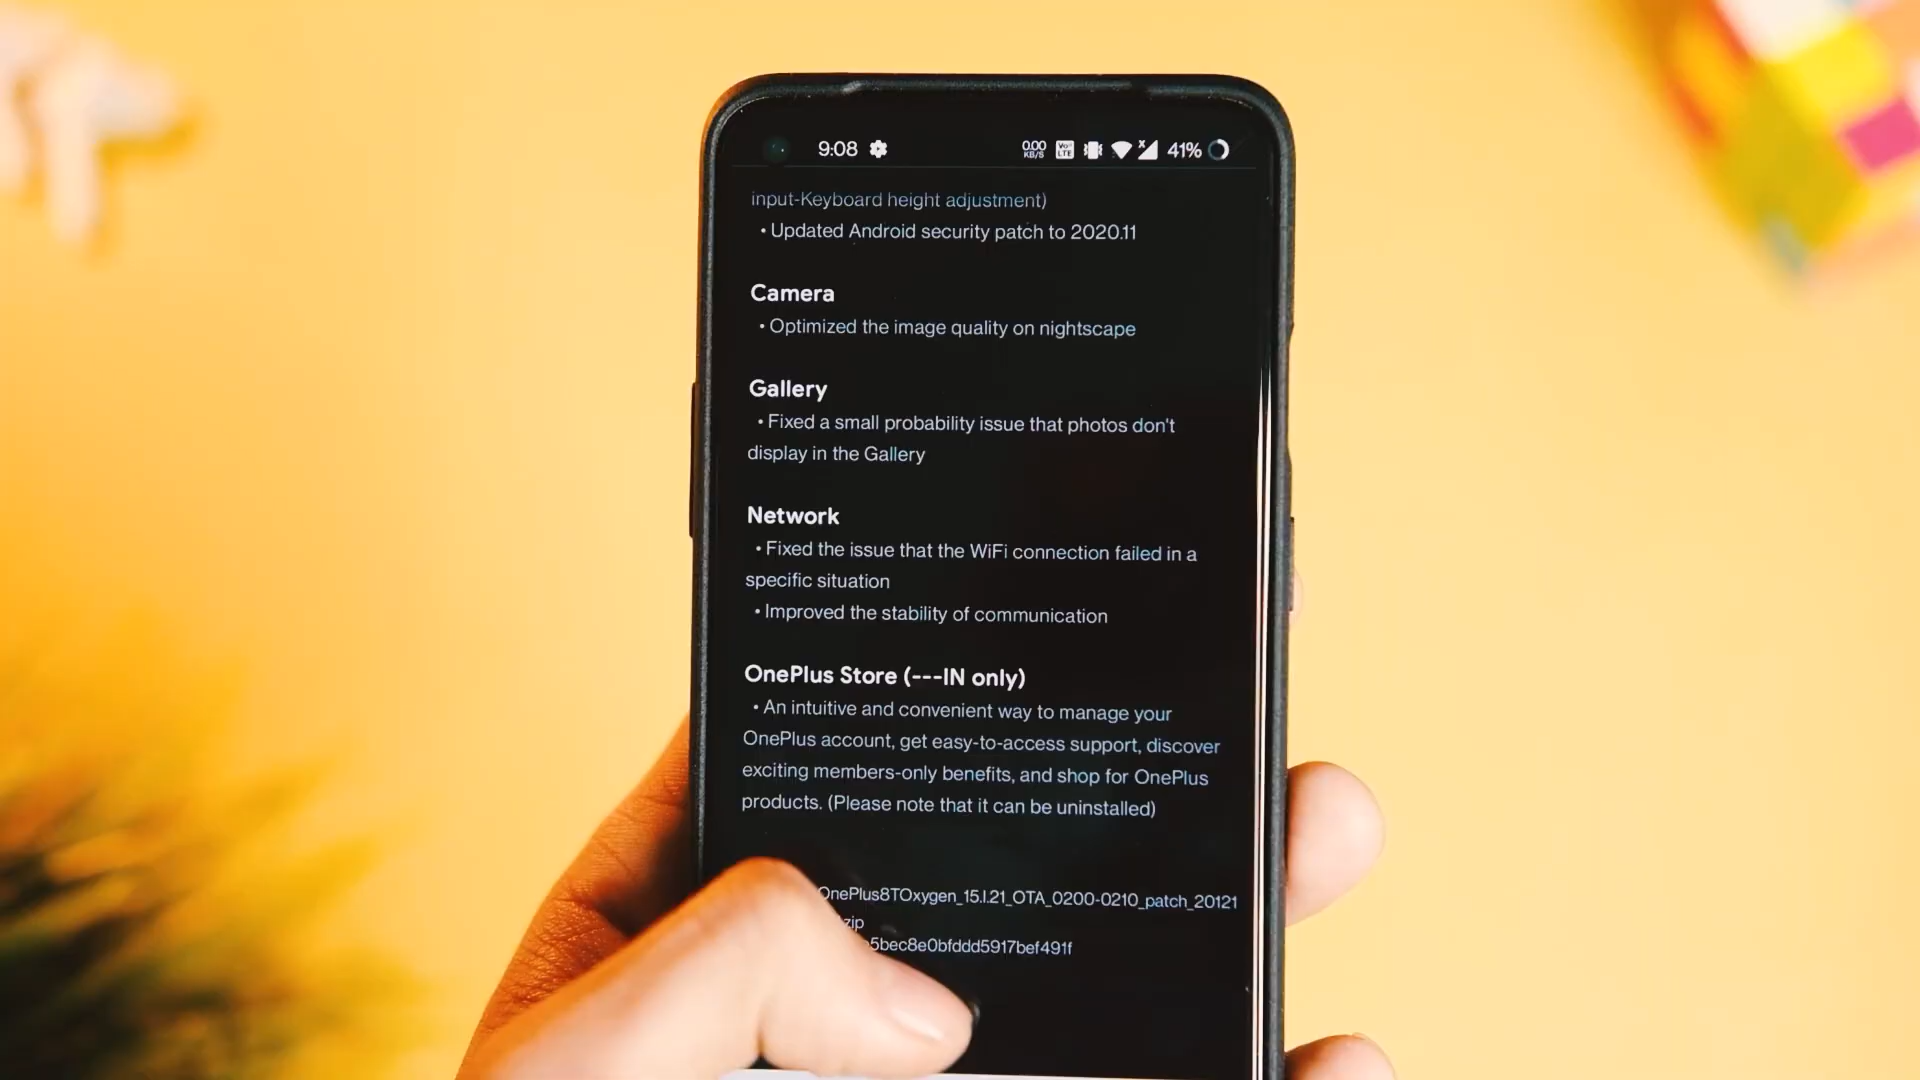 9:08
0.00 KB/S VoLTE 41%
input-Keyboard height adjustment)
• Updated Android security patch to 2020.11
Camera
• Optimized the image quality on nightscape
Gallery
• Fixed a small probability issue that photos don't
display in the Gallery
Network
• Fixed the issue that the WiFi connection failed in a
specific situation
• Improved the stability of communication
OnePlus Store (---IN only)
• An intuitive and convenient way to manage your
OnePlus account, get easy-to-access support, discover
exciting members-only benefits, and shop for OnePlus
products. (Please note that it can be uninstalled)
OnePlus8TOxygen_15.I.21_OTA_0200-0210_patch_20121
zip
5bec8e0bfddd5917bef491f